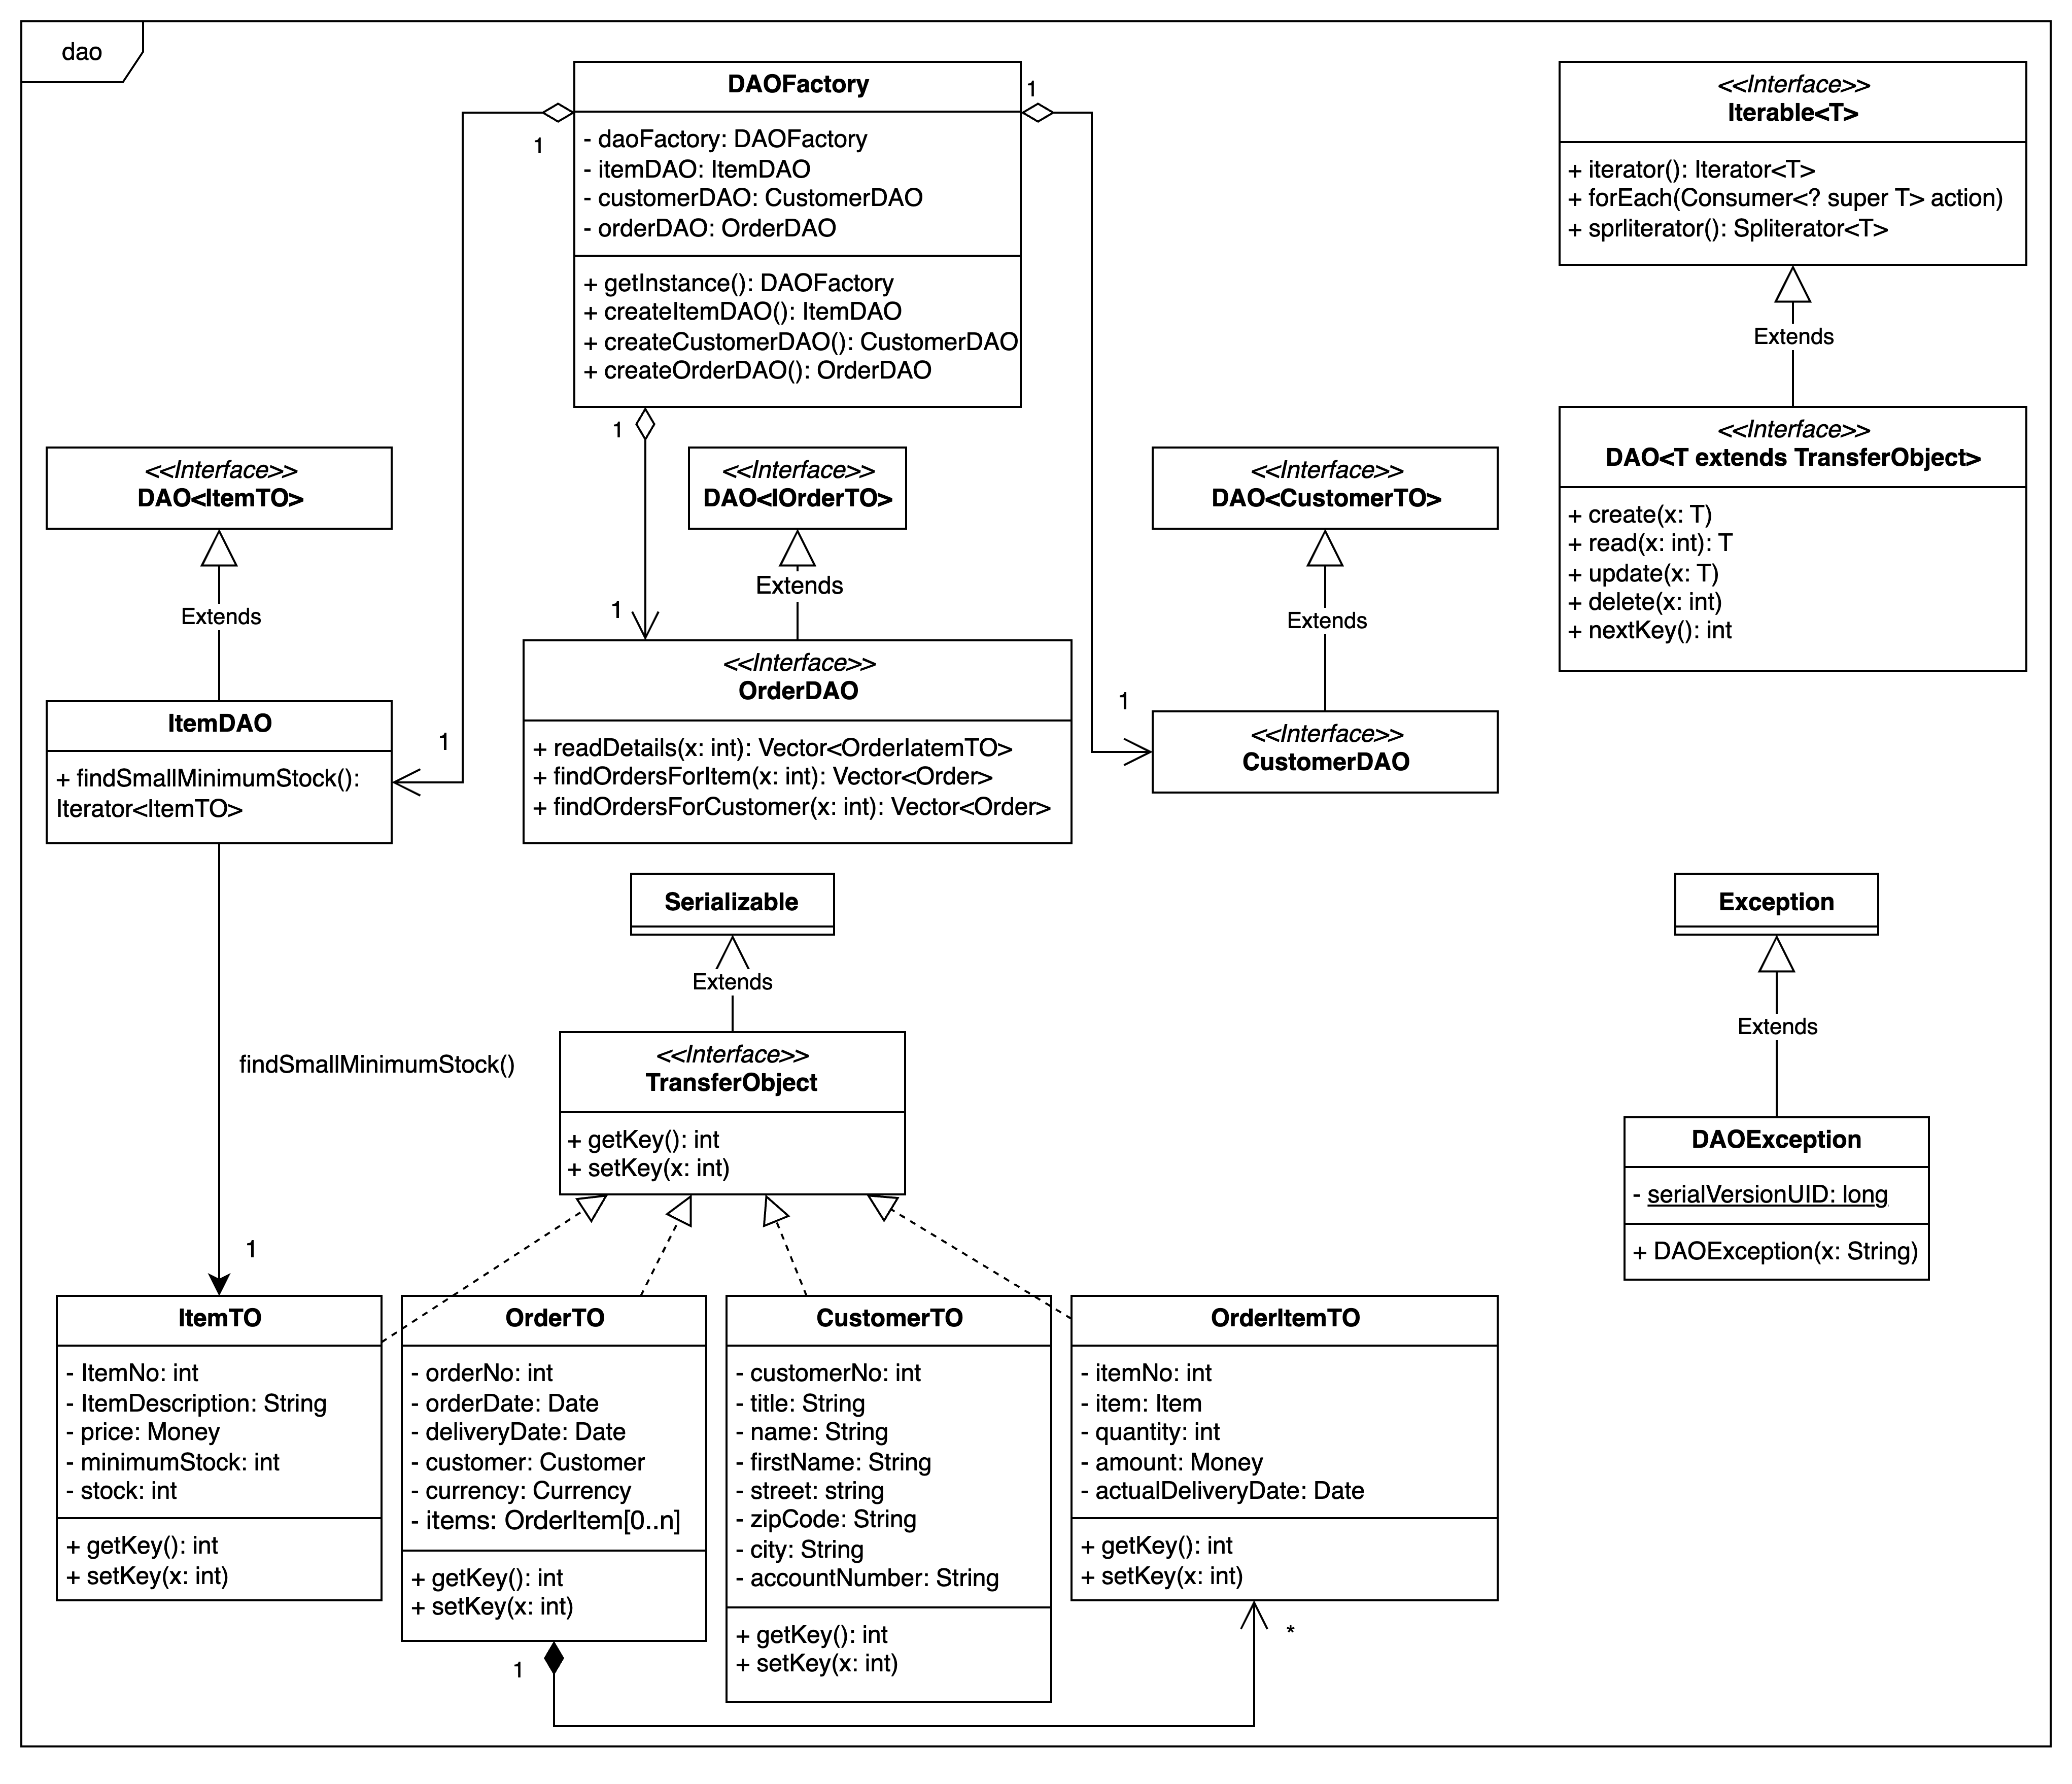 dao
DAOFactory
- daoFactory: DAOFactory
- itemDAO: ItemDAO
- customerDAO: CustomerDAO
- orderDAO: OrderDAO
+ getInstance(): DAOFactory
+ createItemDAO(): ItemDAO
+ createCustomerDAO(): CustomerDAO
+ createOrderDAO(): OrderDAO
1
1
1
<<Interface>>
Iterable<T>
+ iterator(): Iterator<T>
+ forEach(Consumer<? super T> action)
+ sprliterator(): Spliterator<T>
Extends
<<Interface>>
DAO<T extends TransferObject>
+ create(x: T)
+ read(x: int): T
+ update(x: T)
+ delete(x: int)
+ nextKey(): int
<<Interface>>
DAO<ItemTO>
Extends
<<Interface>>
DAO<IOrderTO>
Extends
<<Interface>>
DAO<CustomerTO>
Extends
ItemDAO
+ findSmallMinimumStock():
Iterator<ItemTO>
1
1
<<Interface>>
OrderDAO
+ readDetails(x: int): Vector<OrderIatemTO>
+ findOrdersForItem(x: int): Vector<Order>
+ findOrdersForCustomer(x: int): Vector<Order>
1
<<Interface>>
CustomerDAO
Serializable
Extends
<<Interface>>
TransferObject
+ getKey(): int
+ setKey(x: int)
Exception
Extends
DAOException
- serialVersionUID: long
+ DAOException(x: String)
findSmallMinimumStock()
1
ItemTO
- ItemNo: int
- ItemDescription: String
- price: Money
- minimumStock: int
- stock: int
+ getKey(): int
+ setKey(x: int)
OrderTO
- orderNo: int
- orderDate: Date
- deliveryDate: Date
- customer: Customer
- currency: Currency
- items: OrderItem[0..n]
+ getKey(): int
+ setKey(x: int)
1
CustomerTO
- customerNo: int
- title: String
- name: String
- firstName: String
- street: string
- zipCode: String
- city: String
- accountNumber: String
+ getKey(): int
+ setKey(x: int)
OrderItemTO
- itemNo: int
- item: Item
- quantity: int
- amount: Money
- actualDeliveryDate: Date
+ getKey(): int
+ setKey(x: int)
*